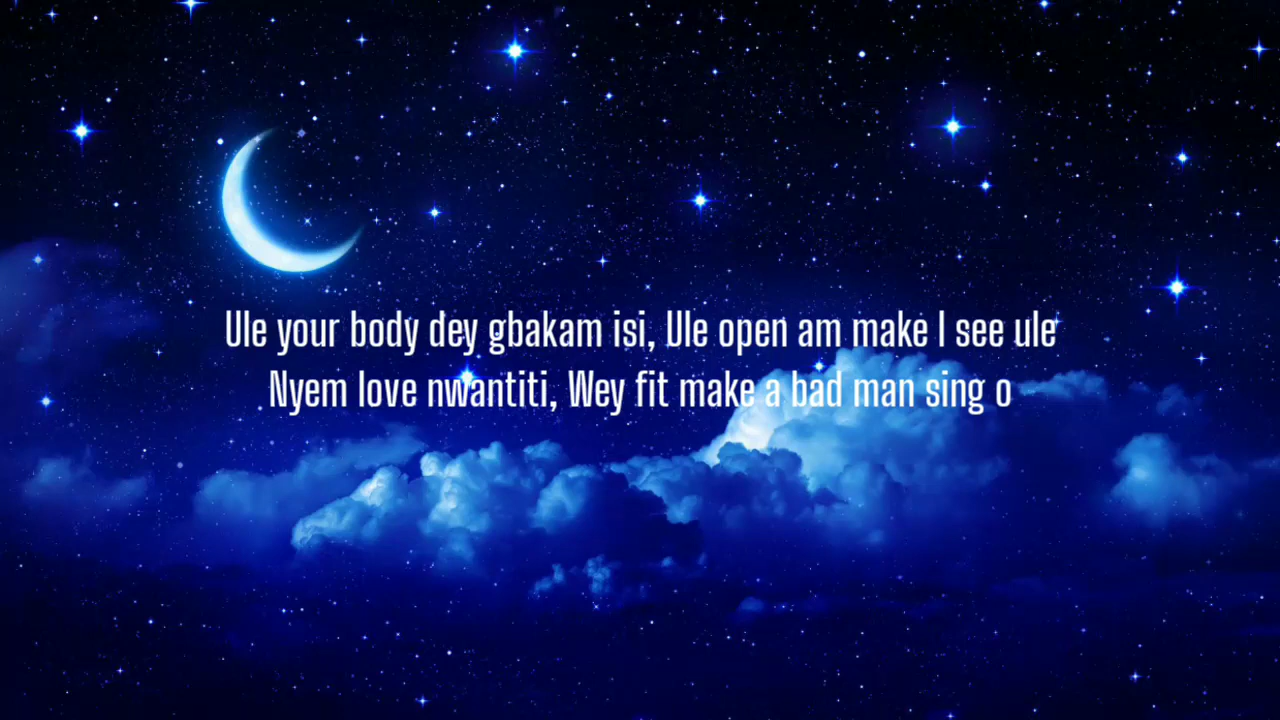 Ule your body dey gbakam isi, Ule open am make I see ule
Nyem love nwantiti, Wey fit make a bad man sing o